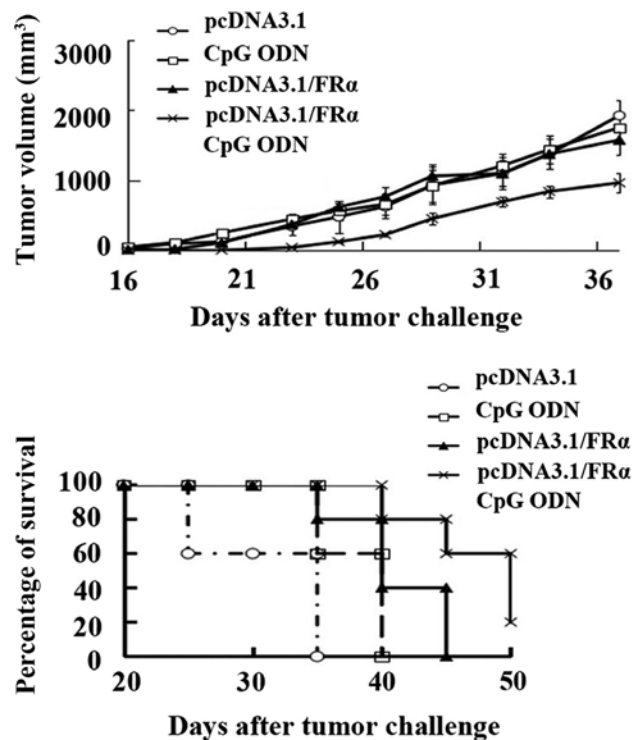 pcDNA3.1
CpG ODN
pcDNA3.1/FRα
pcDNA3.1/FRα
CpG ODN
Tumor volume (mm³)
3000
2000
1000
0
16 21 26 31 36
Days after tumor challenge
pcDNA3.1
CpG ODN
pcDNA3.1/FRα
pcDNA3.1/FRα
CpG ODN
Percentage of survival
100
80
60
40
20
0
20 30 40 50
Days after tumor challenge